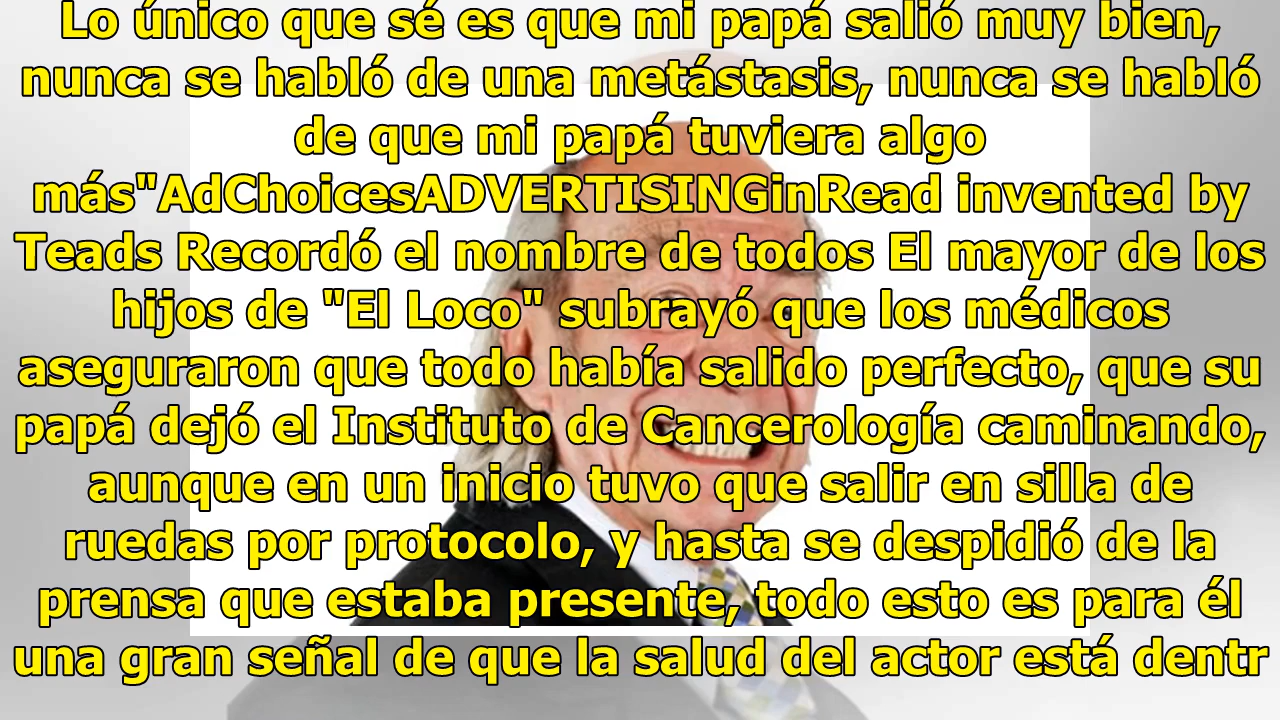 Lo único que sé es que mi papá salió muy bien,
nunca se habló de una metástasis, nunca se habló
de que mi papá tuviera algo
más"AdChoicesADVERTISINGinRead invented by
Teads Recordó el nombre de todos El mayor de los
hijos de "El Loco" subrayó que los médicos
aseguraron que todo había salido perfecto, que su
papá dejó el Instituto de Cancerología caminando,
aunque en un inicio tuvo que salir en silla de
ruedas por protocolo, y hasta se despidió de la
prensa que estaba presente, todo esto es para él
una gran señal de que la salud del actor está dentr